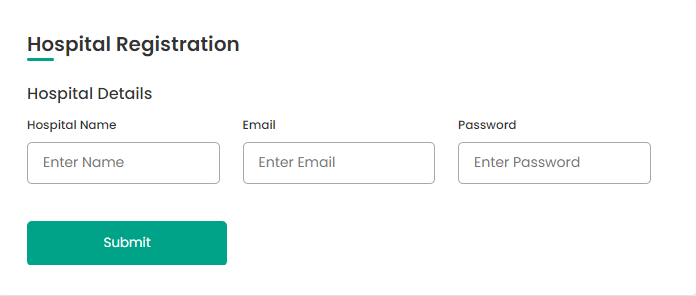 Hospital Registration
Hospital Details
Hospital Name Email Password
Enter Name Enter Email Enter Password
Submit